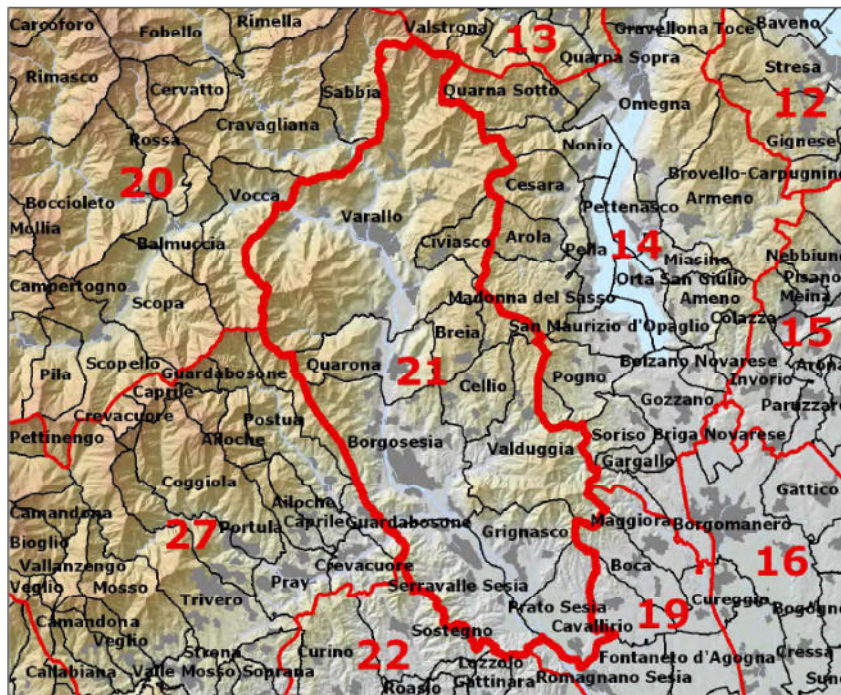 Carcoforo
Fobello
Rimella
Valstrona
13
Gravellona Toce
Baveno
Rimasco
Cervatto
Sabbia
Quarna Sopra
Quarna Sotto
Stresa
12
Omegna
Cravagliana
Rossa
Nonio
Gignese
20
Vocca
Cesara
Brovello-Carpugnino
Armeno
Boccioleto
Varallo
Pettenasco
Mollia
Balmuccia
Civiasco
Arola
Pella
14
Miasino
Nebbiuno
Campertogno
Orta San Giulio
Pisano
Scopa
Madonna del Sasso
Ameno
Meina
Colazza
15
Breia
San Maurizio d'Opaglio
Scopello
Quarona
21
Bolzano Novarese
Arona
Pila
Guardabosone
Cellio
Pogno
Invorio
Caprile
Gozzano
Paruzzaro
Crevacuore
Postua
Pettinengo
Ailoche
Borgosesia
Valduggia
Soriso
Briga Novarese
Gargallo
Coggiola
Gattico
Ailoche
Camandona
27
Portula
Caprile
Guardabosone
Grignasco
Maggiora
Borgomanero
Bioglio
16
Vallanzengo
Crevacuore
Boca
Veglio
Mosso
Pray
Serravalle Sesia
Trivero
Prato Sesia
19
Cureggio
Bogogno
Camandona
Cavallirio
Veglio
Sostegno
Strona
Curino
22
Fontaneto d'Agogna
Cressa
Callabiana
Valle Mosso
Soprana
Lozzolo
Gattinara
Romagnano Sesia
Roasio
Suno